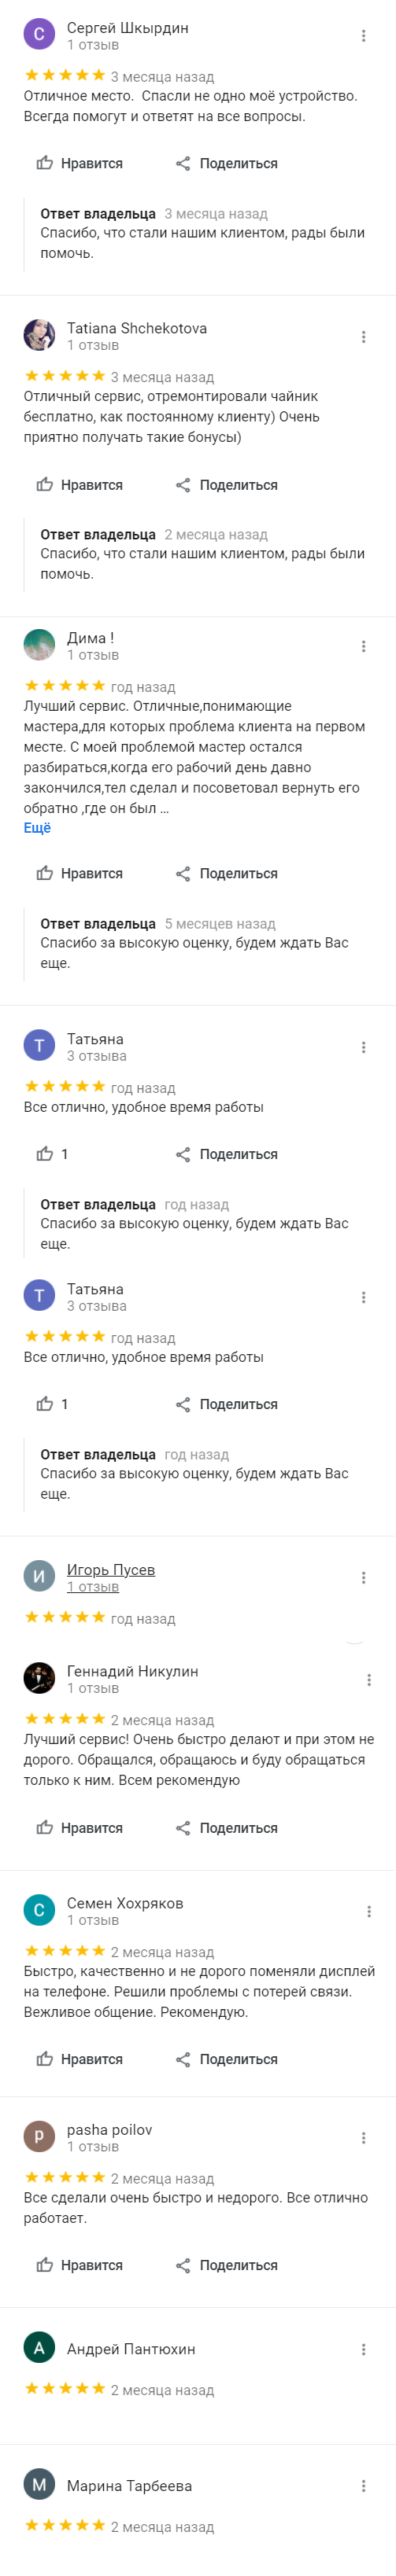 С
Сергей Шкырдин
1 отзыв
3 месяца назад
Отличное место.  Спасли не одно моё устройство.
Всегда помогут и ответят на все вопросы.
Нравится Поделиться
Ответ владельца 3 месяца назад
Спасибо, что стали нашим клиентом, рады были
помочь.
Tatiana Shchekotova
1 отзыв
3 месяца назад
Отличный сервис, отремонтировали чайник
бесплатно, как постоянному клиенту) Очень
приятно получать такие бонусы)
Нравится Поделиться
Ответ владельца 2 месяца назад
Спасибо, что стали нашим клиентом, рады были
помочь.
Дима !
1 отзыв
год назад
Лучший сервис. Отличные,понимающие
мастера,для которых проблема клиента на первом
месте. С моей проблемой мастер остался
разбираться,когда его рабочий день давно
закончился,тел сделал и посоветовал вернуть его
обратно ,где он был ...
Ещё
Нравится Поделиться
Ответ владельца 5 месяцев назад
Спасибо за высокую оценку, будем ждать Вас
еще.
Т
Татьяна
3 отзыва
год назад
Все отлично, удобное время работы
1 Поделиться
Ответ владельца год назад
Спасибо за высокую оценку, будем ждать Вас
еще.
Т
Татьяна
3 отзыва
год назад
Все отлично, удобное время работы
1 Поделиться
Ответ владельца год назад
Спасибо за высокую оценку, будем ждать Вас
еще.
И
Игорь Пусев
1 отзыв
год назад
Геннадий Никулин
1 отзыв
2 месяца назад
Лучший сервис! Очень быстро делают и при этом не
дорого. Обращался, обращаюсь и буду обращаться
только к ним. Всем рекомендую
Нравится Поделиться
С
Семен Хохряков
1 отзыв
2 месяца назад
Быстро, качественно и не дорого поменяли дисплей
на телефоне. Решили проблемы с потерей связи.
Вежливое общение. Рекомендую.
Нравится Поделиться
p
pasha poilov
1 отзыв
2 месяца назад
Все сделали очень быстро и недорого. Все отлично
работает.
Нравится Поделиться
А
Андрей Пантюхин
2 месяца назад
М
Марина Тарбеева
2 месяца назад